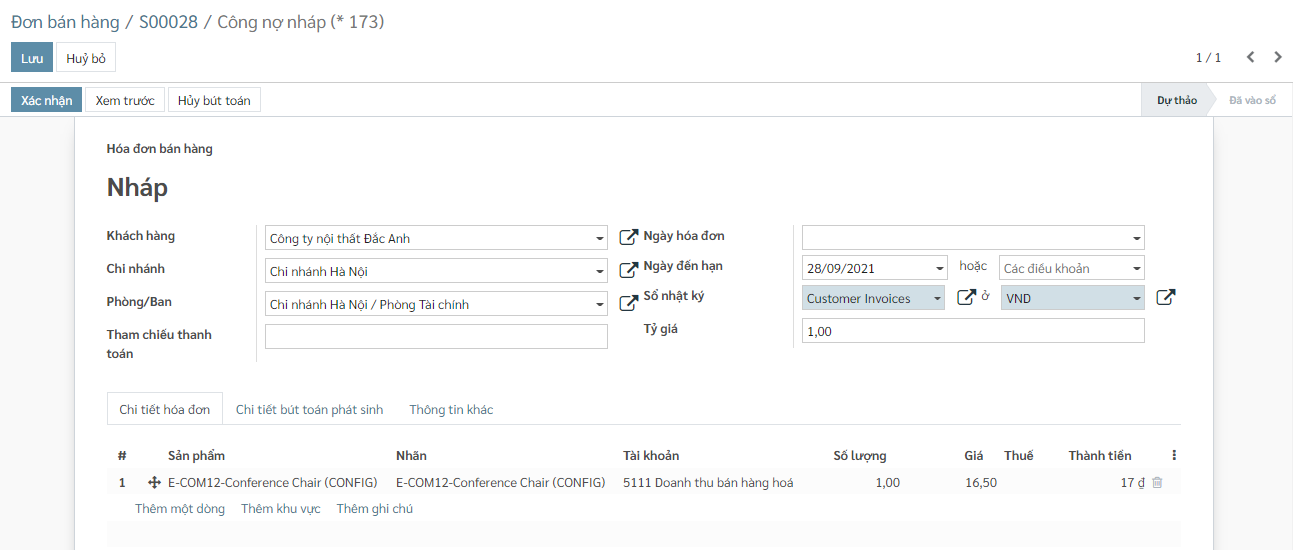 Đơn bán hàng / S00028 / Công nợ nháp (* 173)
Lưu Huỷ bỏ 1 / 1
Xác nhận Xem trước Hủy bút toán Dự thảo Đã vào sổ
Hóa đơn bán hàng
Nháp
Khách hàng Công ty nội thất Đắc Anh Ngày hóa đơn
Chi nhánh Chi nhánh Hà Nội Ngày đến hạn 28/09/2021 hoặc Các điều khoản
Phòng/Ban Chi nhánh Hà Nội / Phòng Tài chính Sổ nhật ký Customer Invoices ở VND
Tham chiếu thanh toán Tỷ giá 1,00
Chi tiết hóa đơn Chi tiết bút toán phát sinh Thông tin khác
# Sản phẩm Nhãn Tài khoản Số lượng Giá Thuế Thành tiền
1 E-COM12-Conference Chair (CONFIG) E-COM12-Conference Chair (CONFIG) 5111 Doanh thu bán hàng hoá 1,00 16,50 17 ₫
Thêm một dòng Thêm khu vực Thêm ghi chú